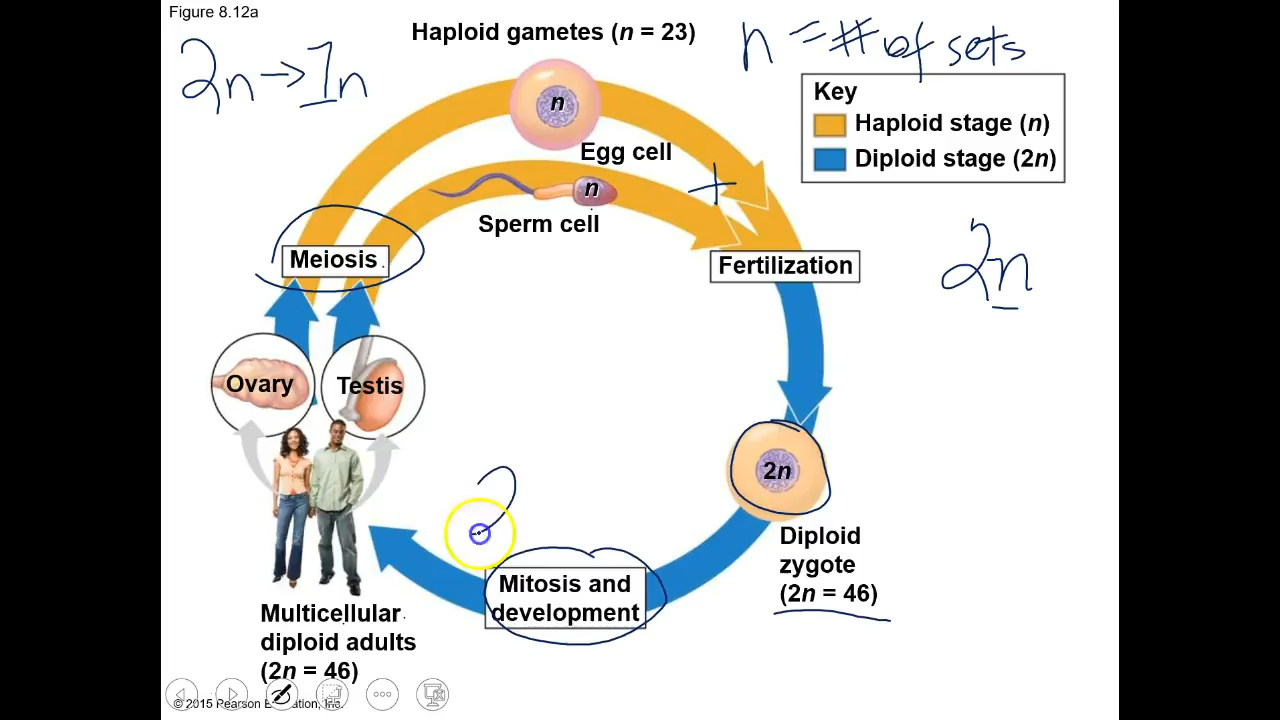 Figure 8.12a
Haploid gametes (n = 23)
n = # of sets
2n → 1n
Key
Haploid stage (n)
Diploid stage (2n)
n
Egg cell
n
Sperm cell
+
Meiosis
Fertilization
2n
Ovary
Testis
2n
Diploid
zygote
(2n = 46)
Mitosis and
development
Multicellular
diploid adults
(2n = 46)
© 2015 Pearson Education, Inc.